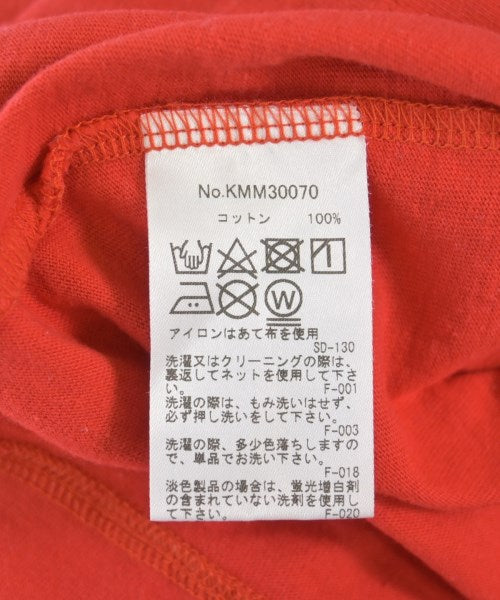 No.KMM30070
コットン 100%
W
アイロンはあて布を使用
SD-130
洗濯又はクリーニングの際は、
裏返してネットを使用して下さ
い。 F-001
洗濯の際は、もみ洗いはせず、
必ず押し洗いをして下さい。
F-003
洗濯の際、多少色落ちしますの
で、単品でお洗い下さい。
F-018
淡色製品の場合は、蛍光増白剤
の含まれていない洗剤を使用し
て下さい。 F-020